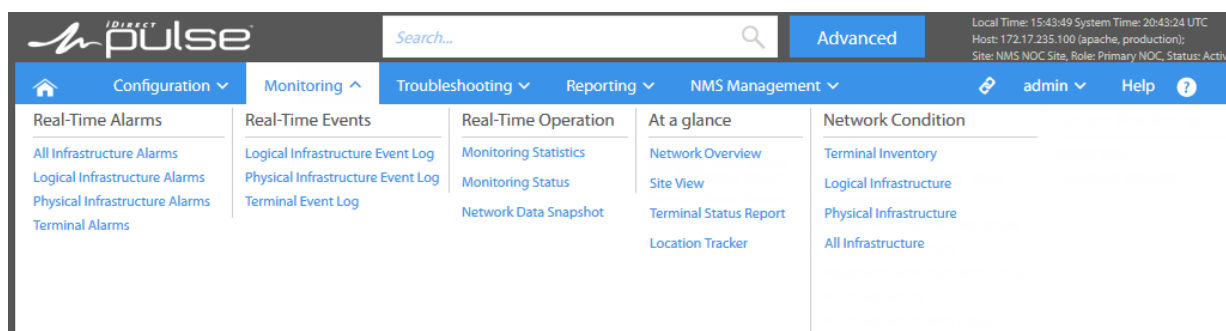 iDIRECT
pulse
Search...
Advanced
Local Time: 15:43:49 System Time: 20:43:24 UTC
Host: 172.17.235.100 (apache, production);
Site: NMS NOC Site, Role: Primary NOC, Status: Activ
Configuration
Monitoring
Troubleshooting
Reporting
NMS Management
admin
Help
?
Real-Time Alarms
All Infrastructure Alarms
Logical Infrastructure Alarms
Physical Infrastructure Alarms
Terminal Alarms
Real-Time Events
Logical Infrastructure Event Log
Physical Infrastructure Event Log
Terminal Event Log
Real-Time Operation
Monitoring Statistics
Monitoring Status
Network Data Snapshot
At a glance
Network Overview
Site View
Terminal Status Report
Location Tracker
Network Condition
Terminal Inventory
Logical Infrastructure
Physical Infrastructure
All Infrastructure